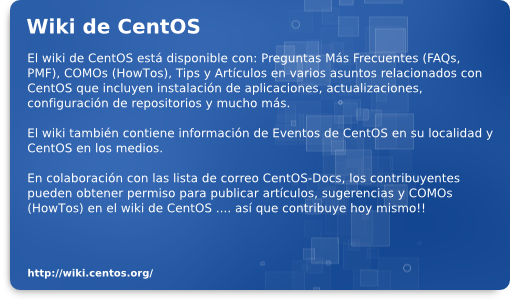 Wiki de CentOS
El wiki de CentOS está disponible con: Preguntas Más Frecuentes (FAQs,
PMF), COMOs (HowTos), Tips y Artículos en varios asuntos relacionados con
CentOS que incluyen instalación de aplicaciones, actualizaciones,
configuración de repositorios y mucho más.
El wiki también contiene información de Eventos de CentOS en su localidad y
CentOS en los medios.
En colaboración con las lista de correo CentOS-Docs, los contribuyentes
pueden obtener permiso para publicar artículos, sugerencias y COMOs
(HowTos) en el wiki de CentOS .... así que contribuye hoy mismo!!
http://wiki.centos.org/